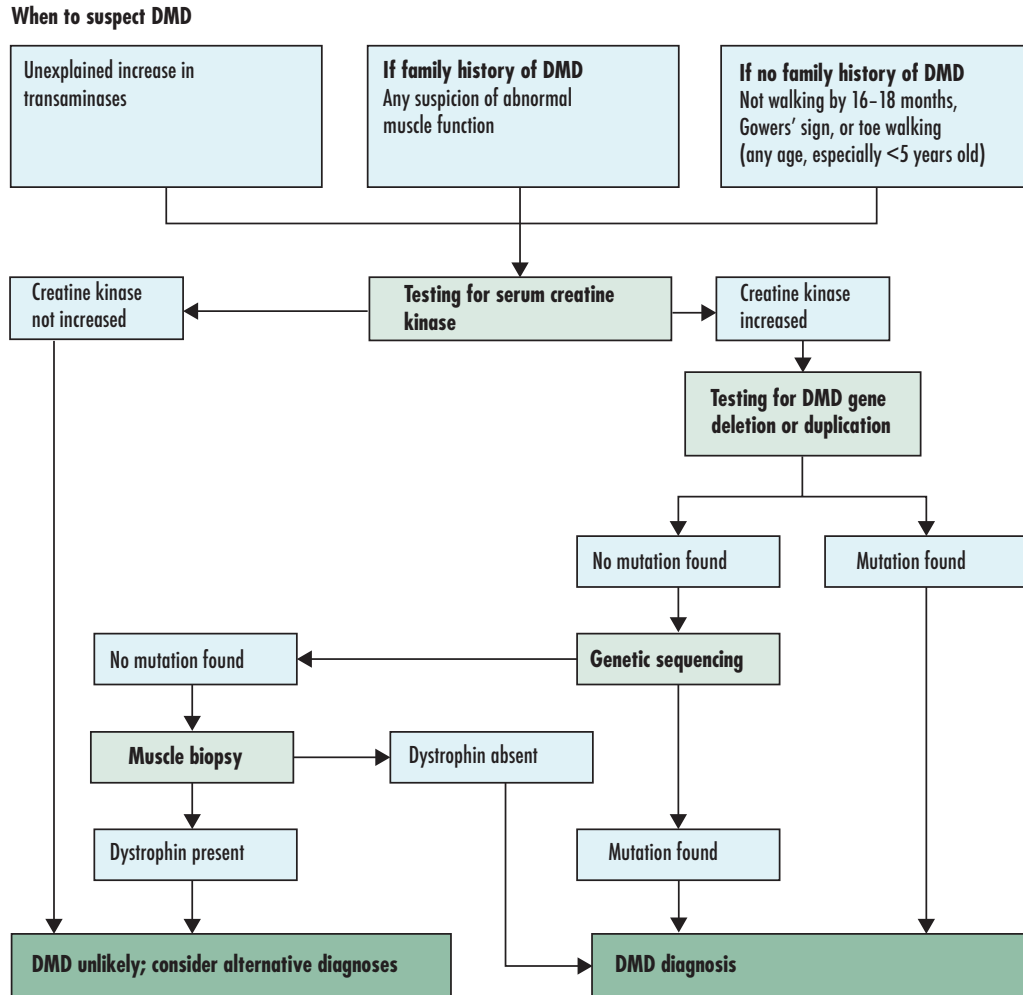 When to suspect DMD
Unexplained increase in
transaminases
If family history of DMD
Any suspicion of abnormal
muscle function
If no family history of DMD
Not walking by 16–18 months,
Gowers’ sign, or toe walking
(any age, especially <5 years old)
Creatine kinase
not increased
Testing for serum creatine
kinase
Creatine kinase
increased
Testing for DMD gene
deletion or duplication
No mutation found
Mutation found
No mutation found
Genetic sequencing
Muscle biopsy
Dystrophin absent
Dystrophin present
Mutation found
DMD unlikely; consider alternative diagnoses
DMD diagnosis